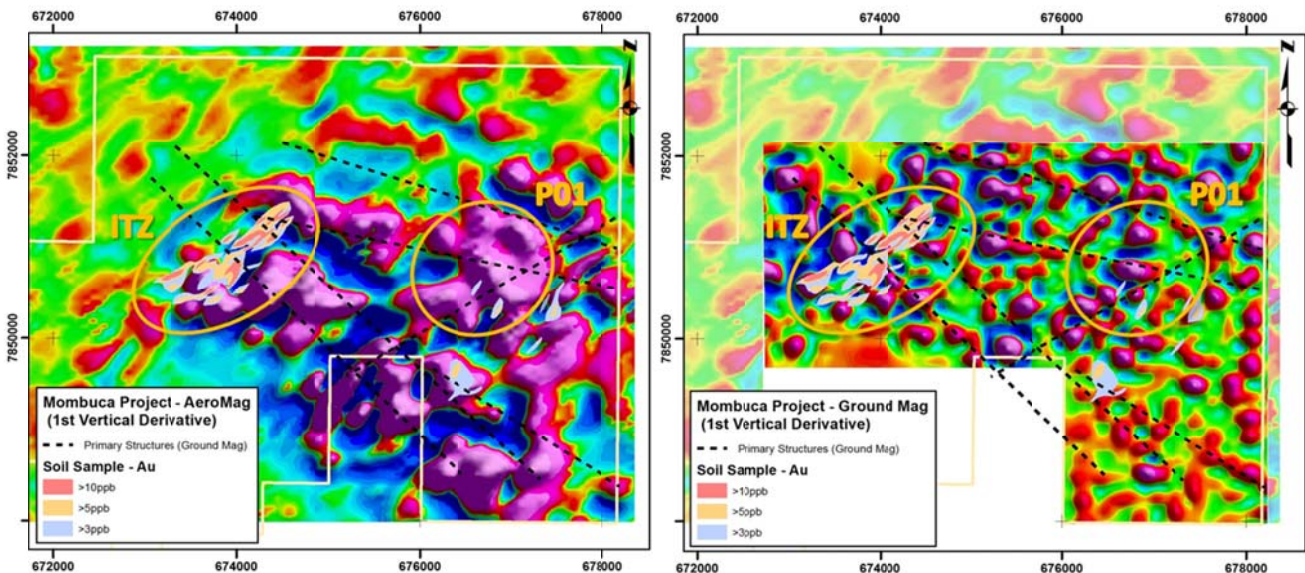 672000 674000 676000 678000
672000 674000 676000 678000
N
N
7852000
7852000
P01
P01
ITZ
ITZ
7850000
7850000
Mombuca Project - AeroMag
(1st Vertical Derivative)
Primary Structures (Ground Mag)
Soil Sample - Au
>10ppb
>5ppb
>3ppb
Mombuca Project - Ground Mag
(1st Vertical Derivative)
Primary Structures (Ground Mag)
Soil Sample - Au
>10ppb
>5ppb
>3ppb
672000 674000 676000 678000
672000 674000 676000 678000